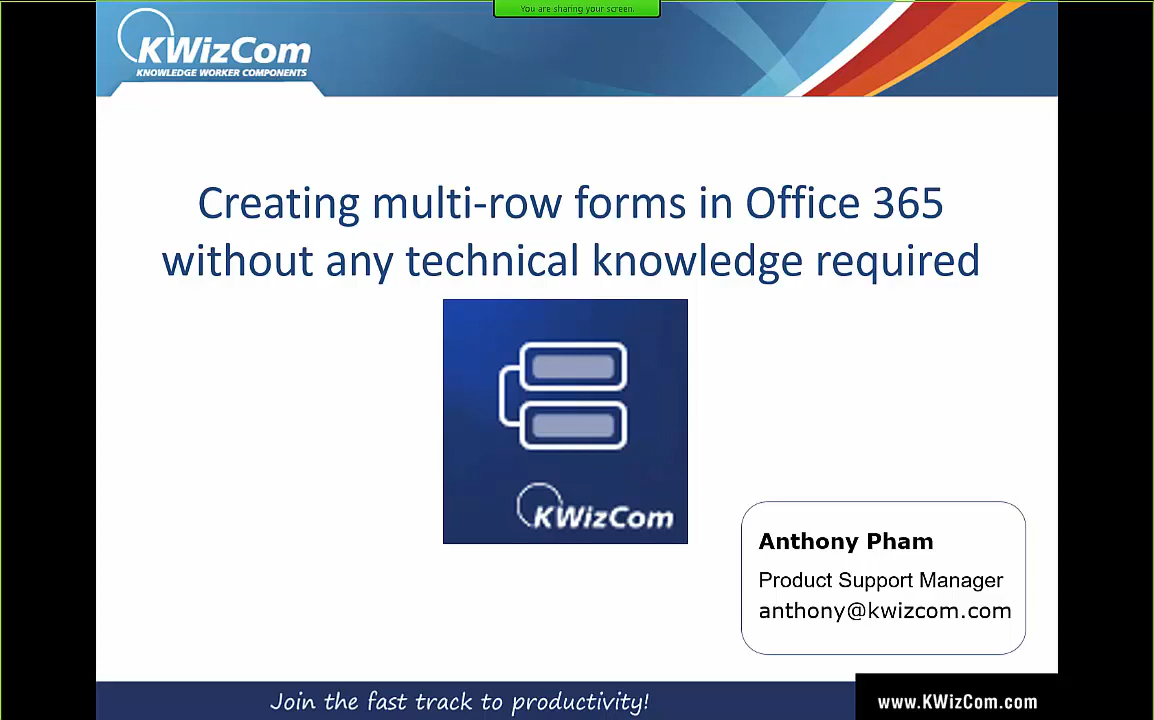 You are sharing your screen.
KWizCom
KNOWLEDGE WORKER COMPONENTS
Creating multi-row forms in Office 365
without any technical knowledge required
KWizCom
Anthony Pham
Product Support Manager
anthony@kwizcom.com
Join the fast track to productivity!
www.KWizCom.com